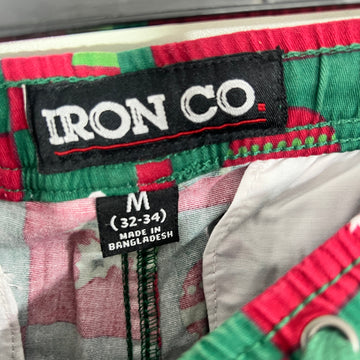 IRON CO.
M
(32-34)
MADE IN
BANGLADESH